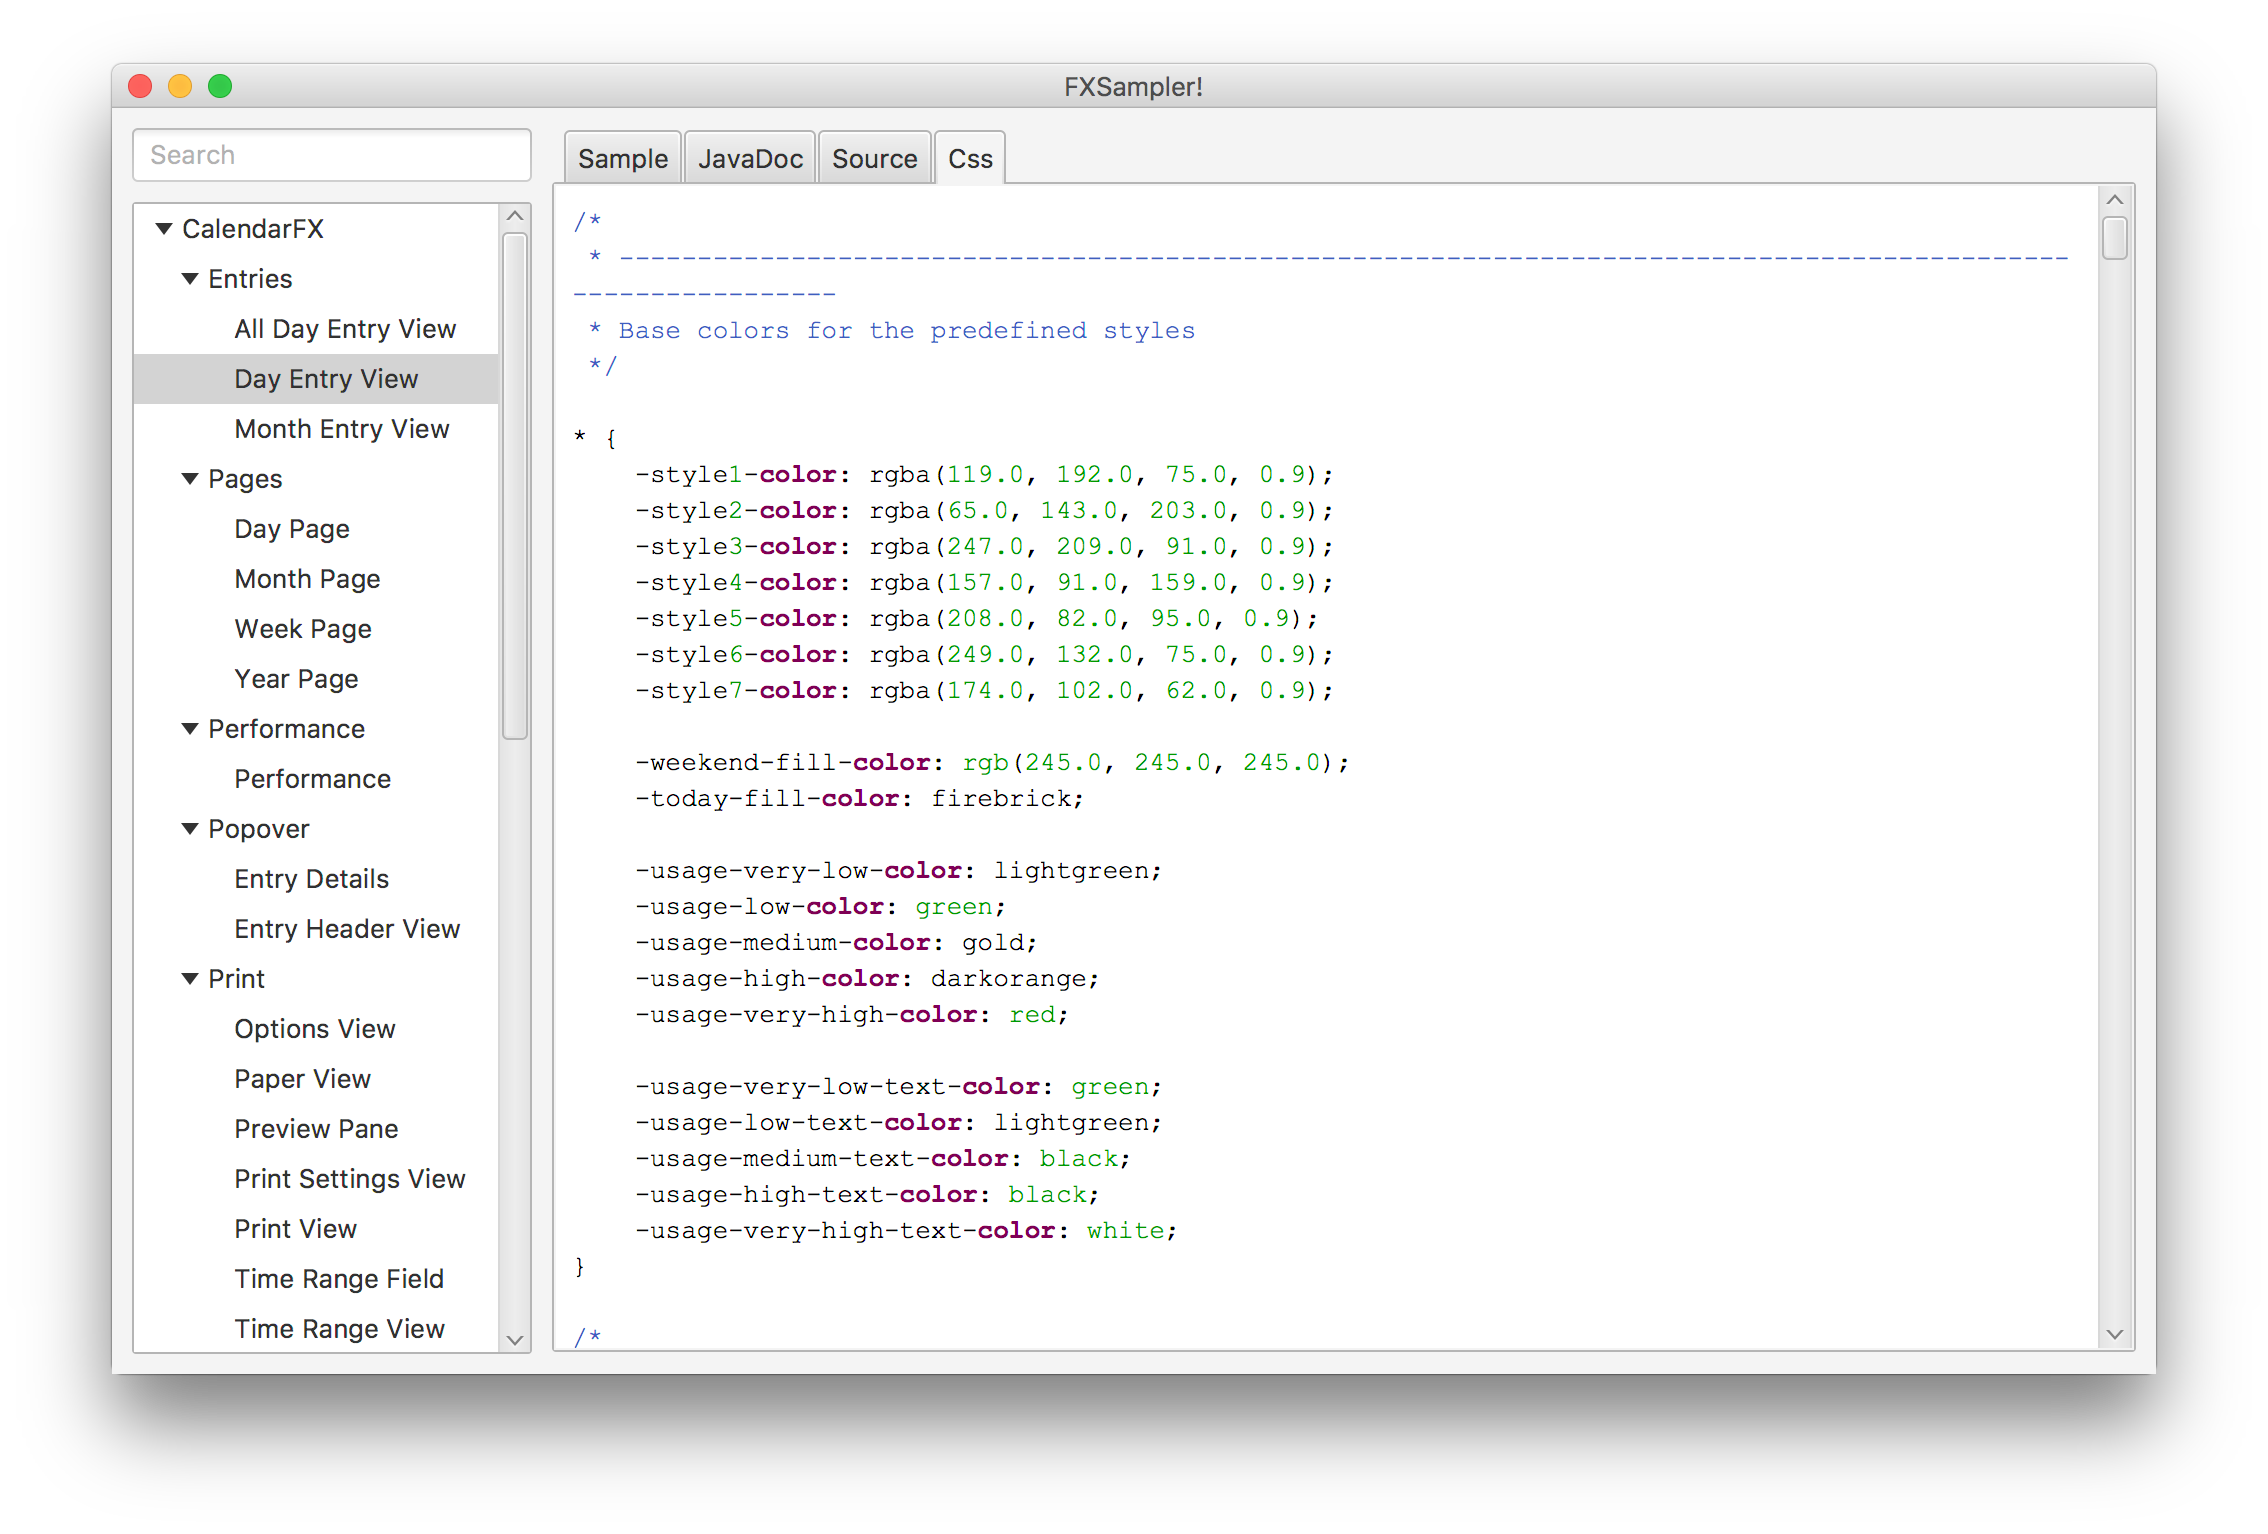 FXSampler!
Search
CalendarFX
Entries
All Day Entry View
Day Entry View
Month Entry View
Pages
Day Page
Month Page
Week Page
Year Page
Performance
Performance
Popover
Entry Details
Entry Header View
Print
Options View
Paper View
Preview Pane
Print Settings View
Print View
Time Range Field
Time Range View
Sample JavaDoc Source Css
/*
 * ---------------------------------------------------------------------------------------------
-----------------
 * Base colors for the predefined styles
 */
* {
    -style1-color: rgba(119.0, 192.0, 75.0, 0.9);
    -style2-color: rgba(65.0, 143.0, 203.0, 0.9);
    -style3-color: rgba(247.0, 209.0, 91.0, 0.9);
    -style4-color: rgba(157.0, 91.0, 159.0, 0.9);
    -style5-color: rgba(208.0, 82.0, 95.0, 0.9);
    -style6-color: rgba(249.0, 132.0, 75.0, 0.9);
    -style7-color: rgba(174.0, 102.0, 62.0, 0.9);
    -weekend-fill-color: rgb(245.0, 245.0, 245.0);
    -today-fill-color: firebrick;
    -usage-very-low-color: lightgreen;
    -usage-low-color: green;
    -usage-medium-color: gold;
    -usage-high-color: darkorange;
    -usage-very-high-color: red;
    -usage-very-low-text-color: green;
    -usage-low-text-color: lightgreen;
    -usage-medium-text-color: black;
    -usage-high-text-color: black;
    -usage-very-high-text-color: white;
}
/*